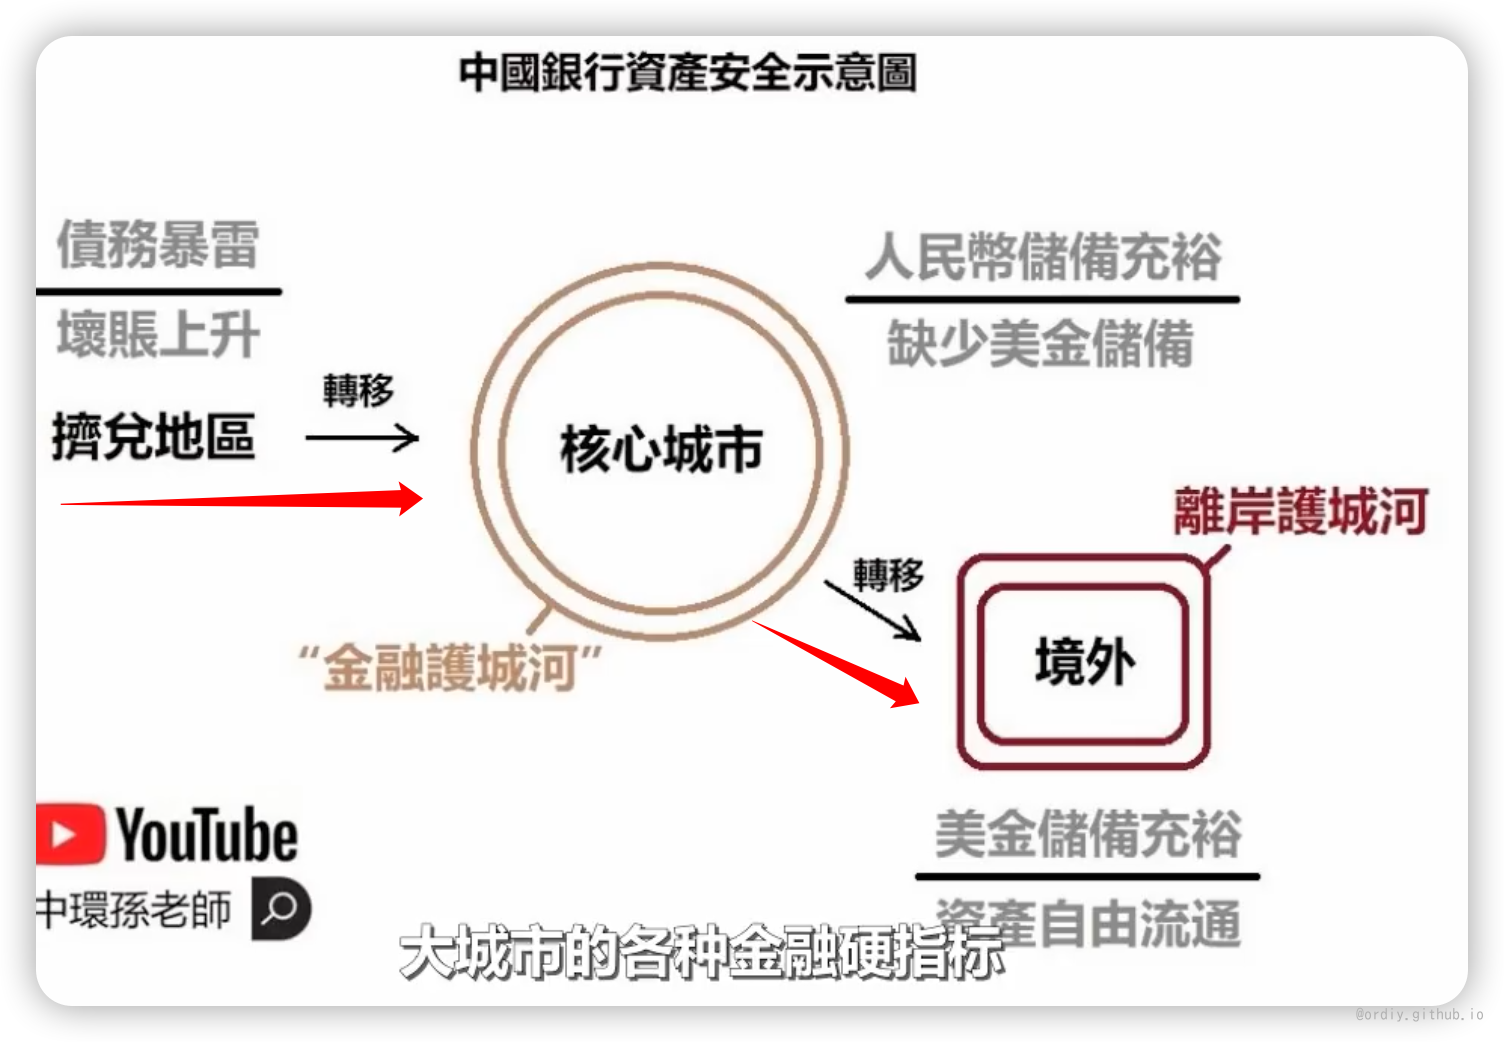 中國銀行資產安全示意圖
債務暴雷
壞賬上升
擠兌地區
轉移
核心城市
人民幣儲備充裕
缺少美金儲備
“金融護城河”
轉移
離岸護城河
境外
美金儲備充裕
資產自由流通
YouTube
中環孫老師
大城市的各种金融硬指标
@ordiy.github.io